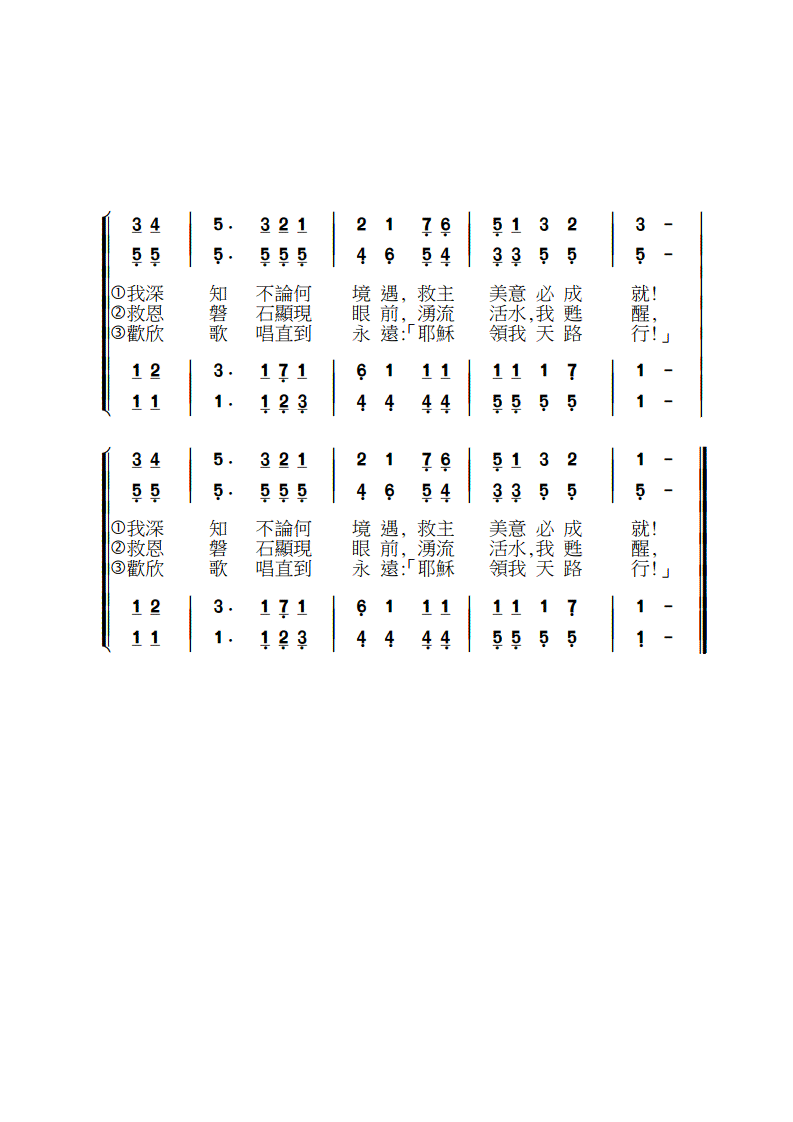 3 4 | 5 . 3 2 1 | 2 1 7 6 | 5 1 3 2 | 3 - |
5 5 | 5 . 5 5 5 | 4 6 5 4 | 3 3 5 5 | 5 - |
①我深 知 不論何 境 遇, 救主 美意 必 成 就!
②救恩 磐 石顯現 眼 前, 湧流 活水,我 甦 醒,
③歡欣 歌 唱直到 永 遠:「耶穌 領我 天 路 行!」
1 2 | 3 . 1 7 1 | 6 1 1 1 | 1 1 1 7 | 1 - |
1 1 | 1 . 1 2 3 | 4 4 4 4 | 5 5 5 5 | 1 - |
3 4 | 5 . 3 2 1 | 2 1 7 6 | 5 1 3 2 | 1 - ‖
5 5 | 5 . 5 5 5 | 4 6 5 4 | 3 3 5 5 | 5 - ‖
①我深 知 不論何 境 遇, 救主 美意 必 成 就!
②救恩 磐 石顯現 眼 前, 湧流 活水,我 甦 醒,
③歡欣 歌 唱直到 永 遠:「耶穌 領我 天 路 行!」
1 2 | 3 . 1 7 1 | 6 1 1 1 | 1 1 1 7 | 1 - ‖
1 1 | 1 . 1 2 3 | 4 4 4 4 | 5 5 5 5 | 1 - ‖